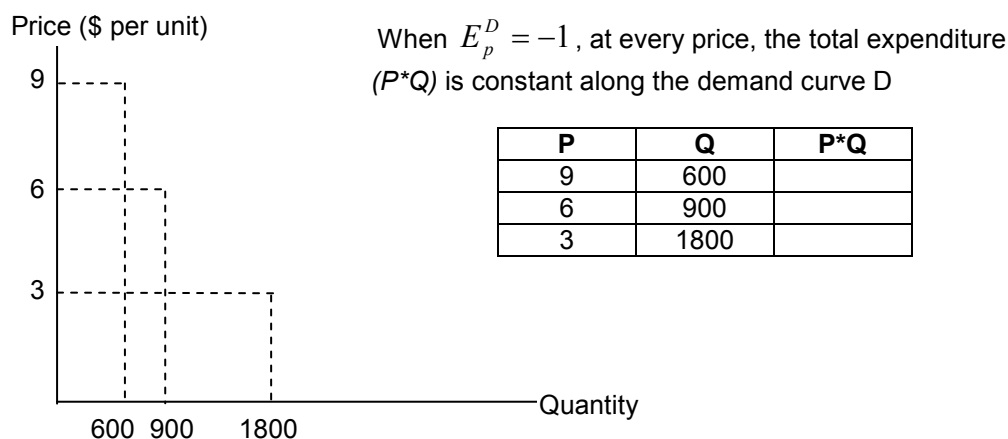 Price ($ per unit)
When E_p^D = −1, at every price, the total expenditure
(P*Q) is constant along the demand curve D
P Q P*Q
9 600
6 900
3 1800
9
6
3
Quantity
600 900 1800